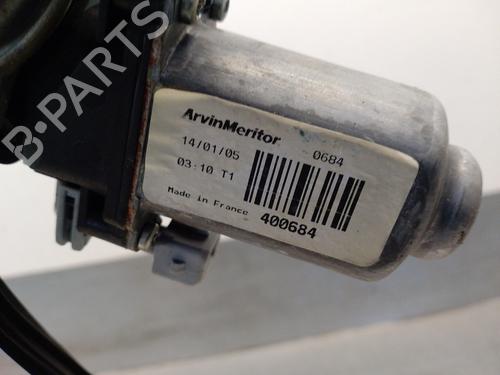 B-PARTS
ArvinMeritor 0684
14/01/05
03:10 T1
Made in France 400684